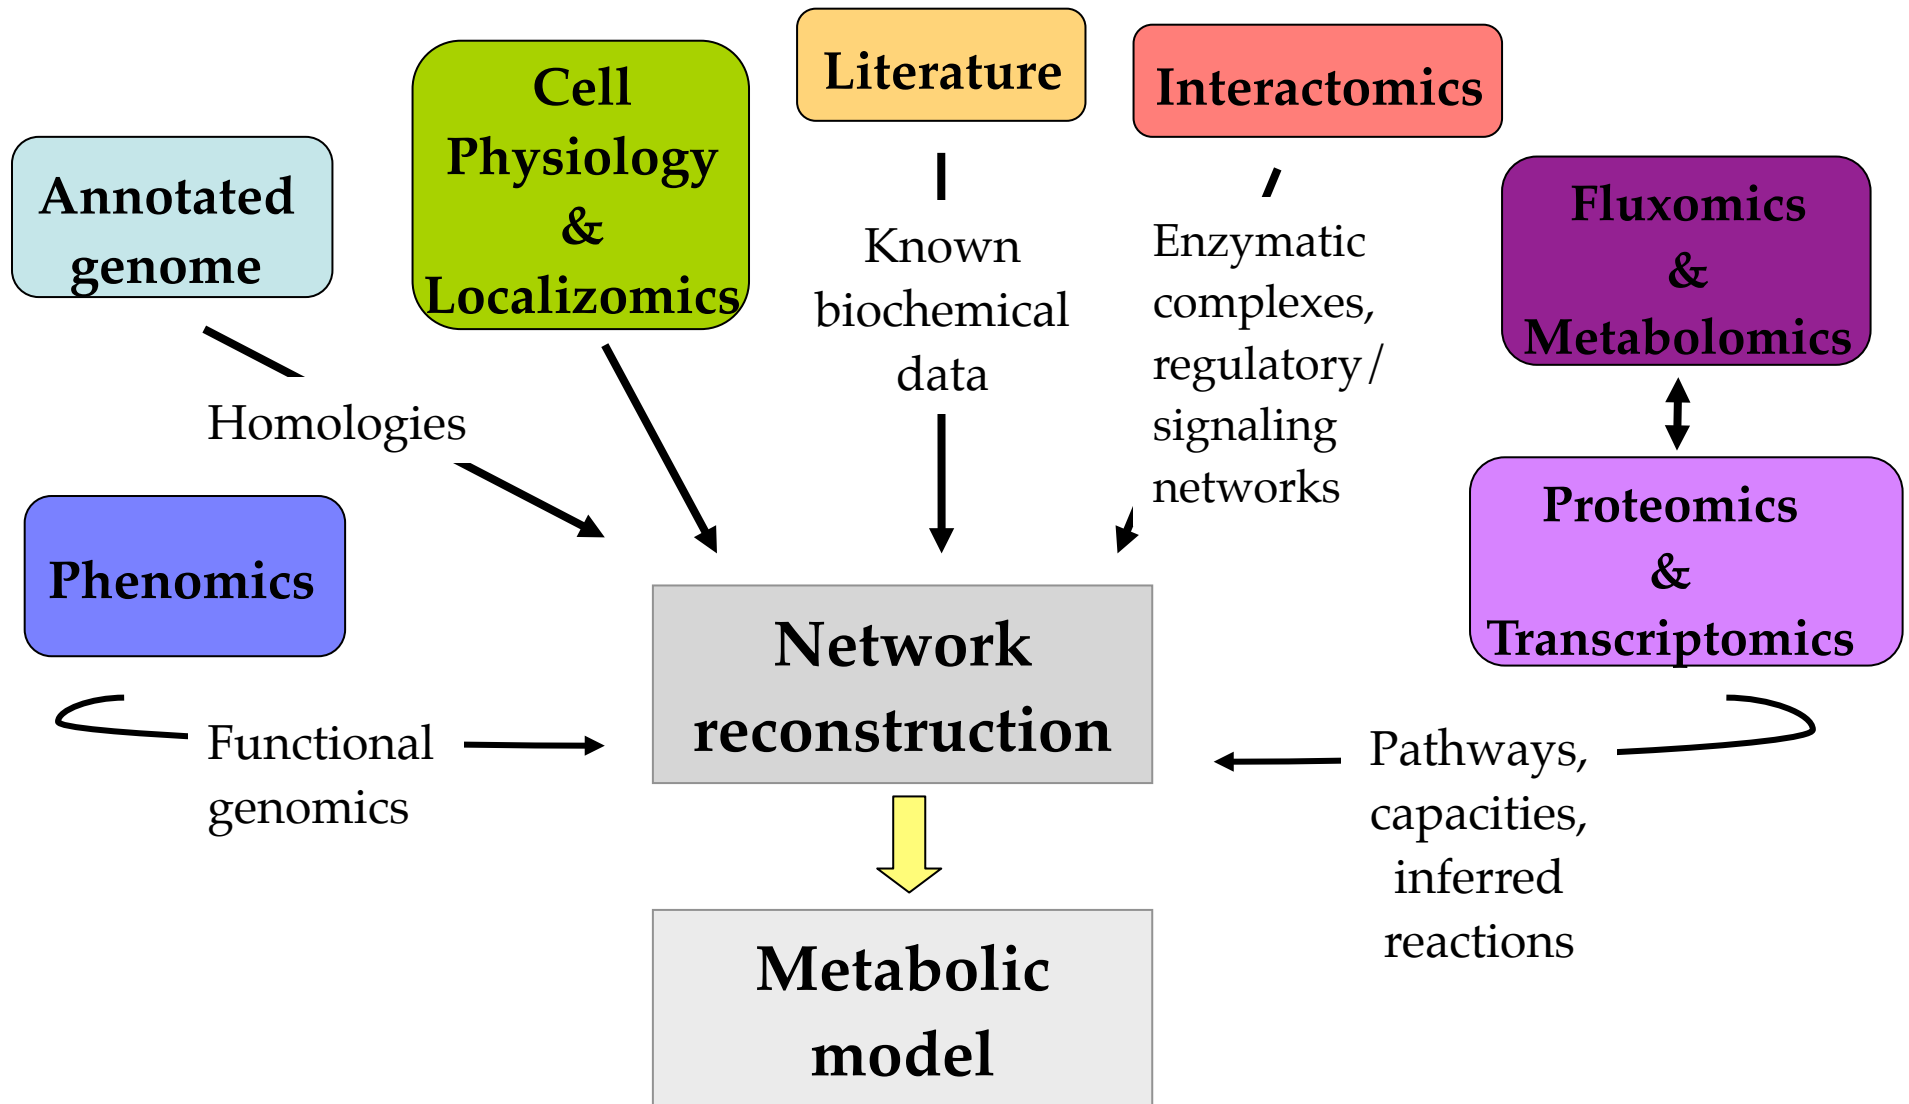 Annotated
genome
Cell
Physiology
&
Localizomics
Literature
Interactomics
Fluxomics
&
Metabolomics
Homologies
Known
biochemical
data
Enzymatic
complexes,
regulatory/
signaling
networks
Phenomics
Proteomics
&
Transcriptomics
Functional
genomics
Network
reconstruction
Pathways,
capacities,
inferred
reactions
Metabolic
model